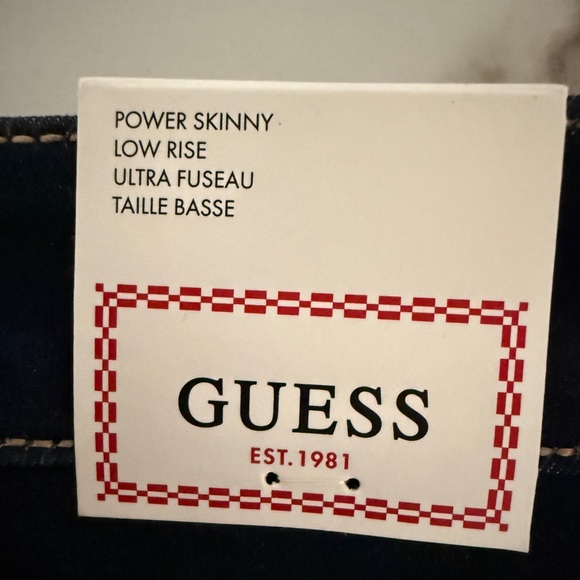 POWER SKINNY
LOW RISE
ULTRA FUSEAU
TAILLE BASSE
GUESS
EST. 1981